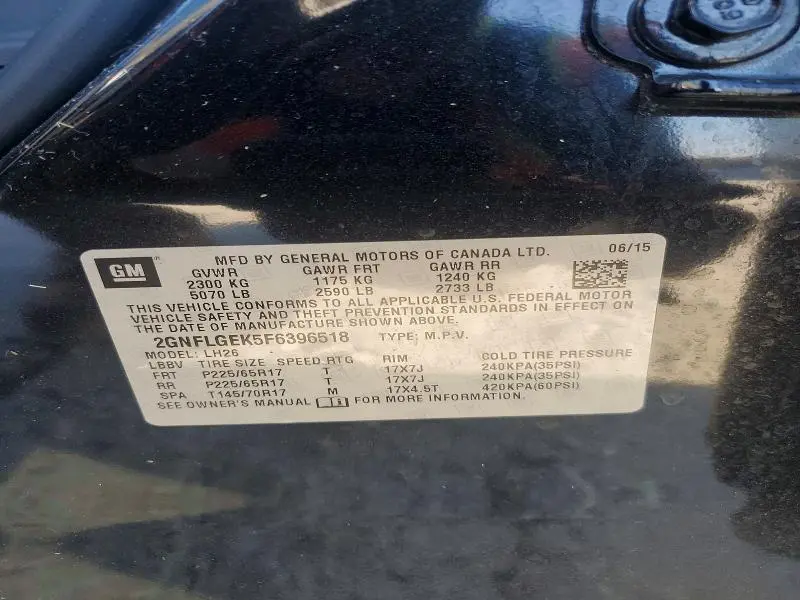 GM
MFD BY GENERAL MOTORS OF CANADA LTD. 06/15
GVWR GAWR FRT GAWR RR
2300 KG 1175 KG 1240 KG
5070 LB 2590 LB 2733 LB
THIS VEHICLE CONFORMS TO ALL APPLICABLE U.S. FEDERAL MOTOR
VEHICLE SAFETY AND THEFT PREVENTION STANDARDS IN EFFECT ON
THE DATE OF MANUFACTURE SHOWN ABOVE.
2GNFLGEK5F6396518 TYPE: M.P.V.
MODEL: LH26
LBBV TIRE SIZE SPEED RTG RIM COLD TIRE PRESSURE
FRT P225/65R17 T 17X7J 240KPA(35PSI)
RR P225/65R17 T 17X7J 240KPA(35PSI)
SPA T145/70R17 M 17X4.5T 420KPA(60PSI)
SEE OWNER'S MANUAL FOR MORE INFORMATION.